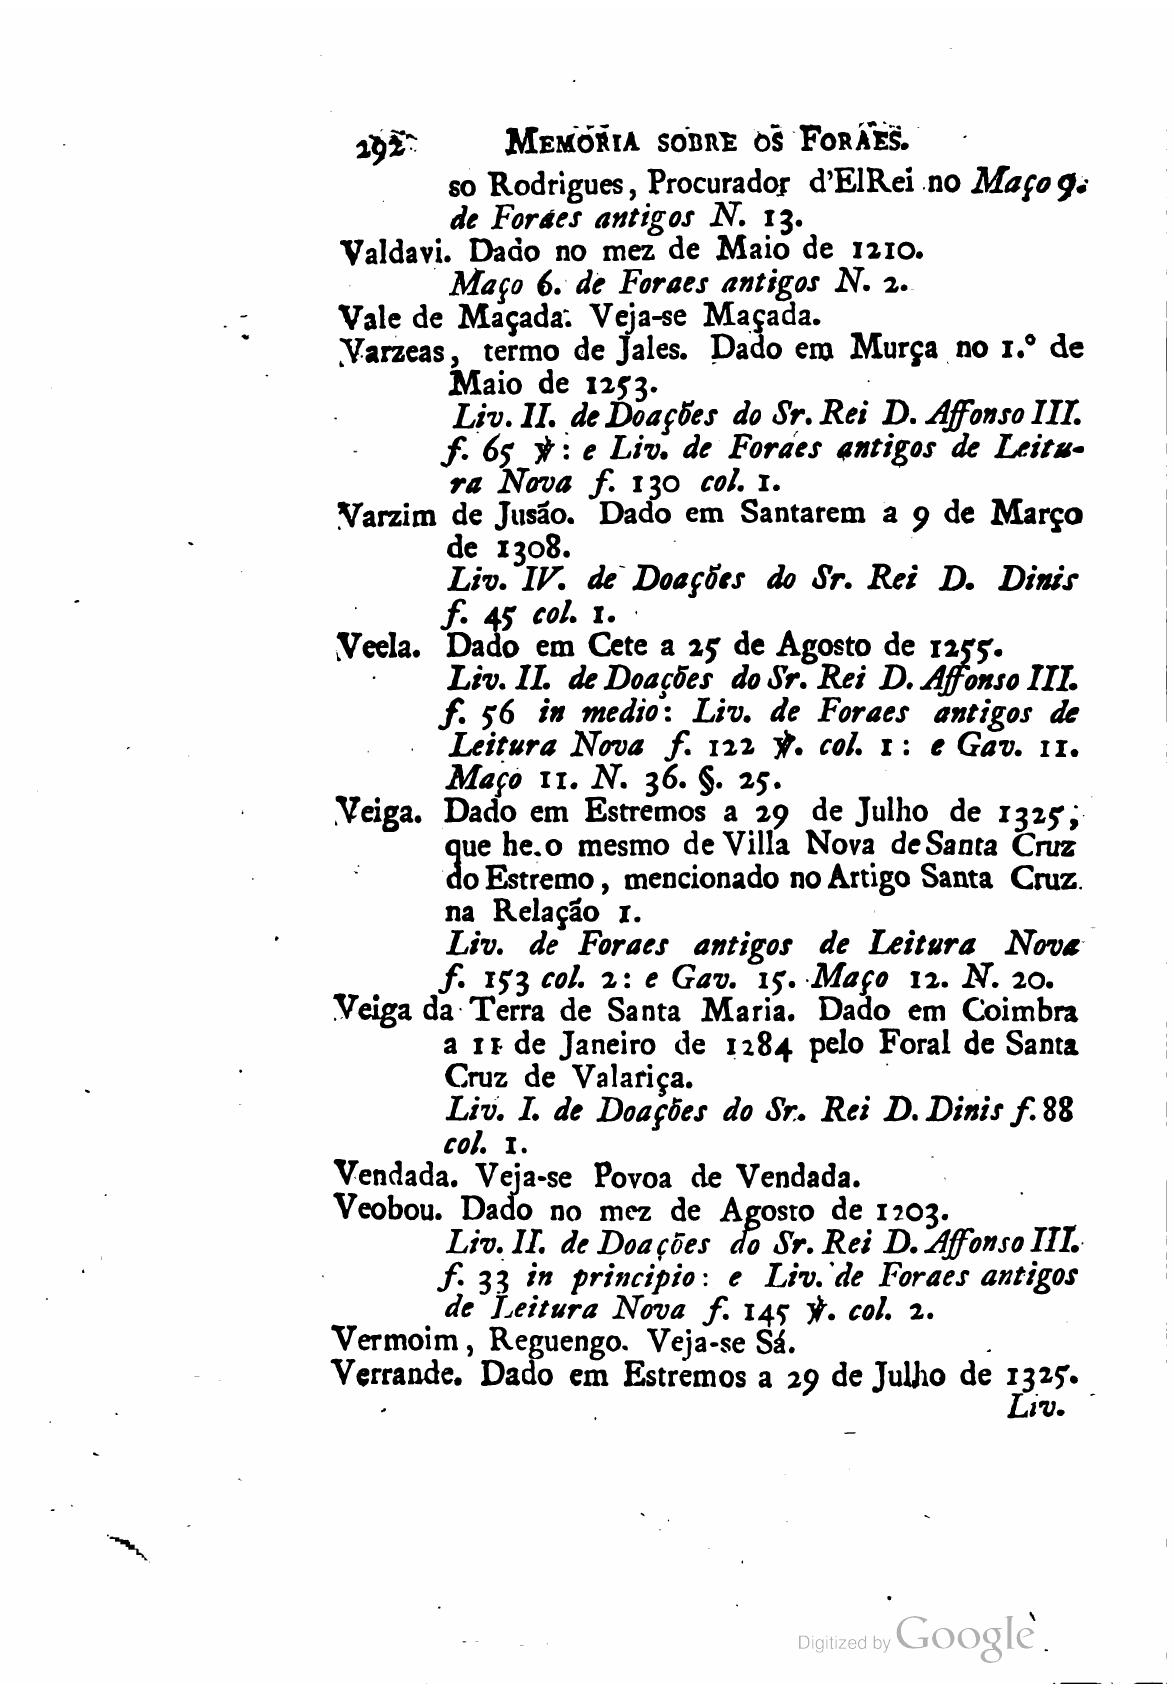 292 MEMORIA SOBRE OS FORAES.
so Rodrigues, Procurador d'ElRei no Maço 9.
de Foráes antigos N. 13.
Valdavi. Dado no mez de Maio de 1210.
Maço 6. de Foraes antigos N. 2.
Vale de Maçada. Veja-se Maçada.
Varzeas, termo de Jales. Dado em Murça no 1.º de
Maio de 1253.
Liv. II. de Doações do Sr. Rei D. Affonso III.
f. 65 ℣: e Liv. de Foráes antigos de Leitu-
ra Nova f. 130 col. 1.
Varzim de Jusão. Dado em Santarem a 9 de Março
de 1308.
Liv. IV. de Doações do Sr. Rei D. Dinis
f. 45 col. 1.
Veela. Dado em Cete a 25 de Agosto de 1255.
Liv. II. de Doações do Sr. Rei D. Affonso III.
f. 56 in medio: Liv. de Foraes antigos de
Leitura Nova f. 122 ℣. col. 1: e Gav. 11.
Maço 11. N. 36. §. 25.
Veiga. Dado em Estremos a 29 de Julho de 1325;
que he o mesmo de Villa Nova de Santa Cruz
do Estremo, mencionado no Artigo Santa Cruz
na Relação 1.
Liv. de Foraes antigos de Leitura Nova
f. 153 col. 2: e Gav. 15. Maço 12. N. 20.
Veiga da Terra de Santa Maria. Dado em Coimbra
a 11 de Janeiro de 1284 pelo Foral de Santa
Cruz de Valariça.
Liv. I. de Doações do Sr. Rei D. Dinis f. 88
col. 1.
Vendada. Veja-se Povoa de Vendada.
Veobou. Dado no mez de Agosto de 1203.
Liv. II. de Doações do Sr. Rei D. Affonso III.
f. 33 in principio: e Liv. de Foraes antigos
de Leitura Nova f. 145 ℣. col. 2.
Vermoim, Reguengo. Veja-se Sá.
Verrande. Dado em Estremos a 29 de Julho de 1325.
Liv.
Digitized by Google